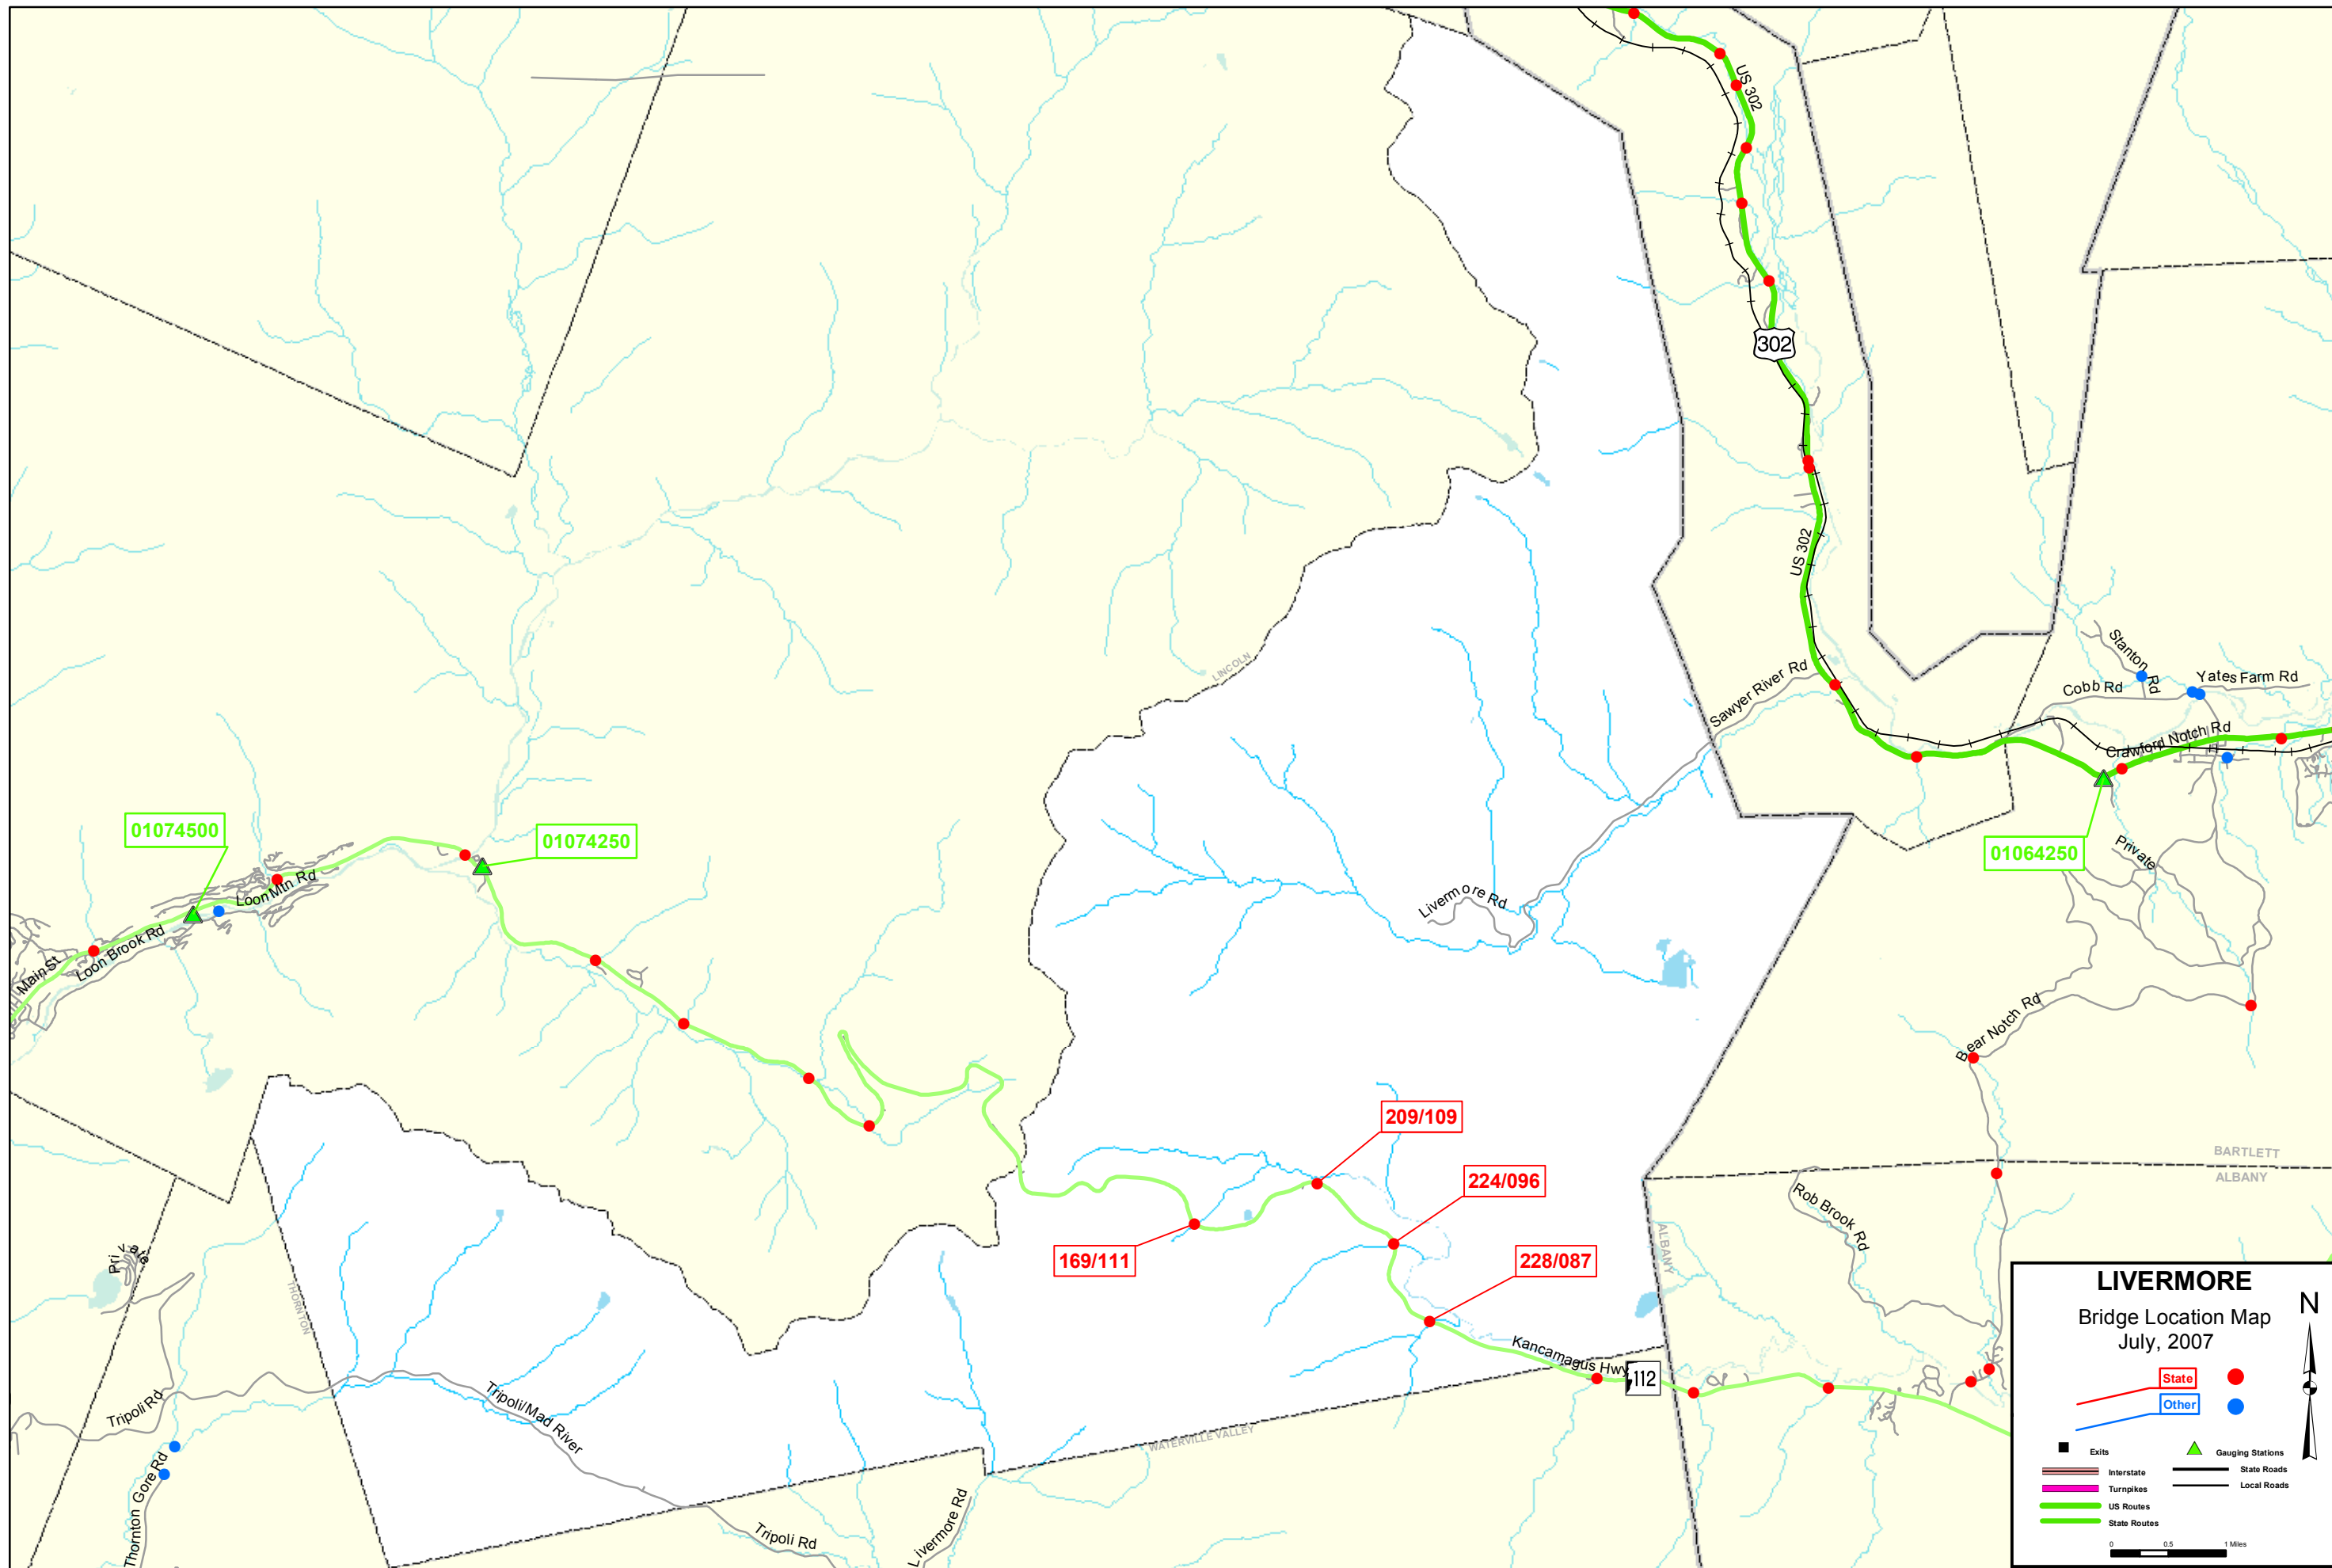 US 302
302
US 302
LINCOLN
Sawyer River Rd
Stanton Rd
Cobb Rd
Yates Farm Rd
Crawford Notch Rd
01074500
01074250
01064250
Loon Mtn Rd
Loon Brook Rd
Main St
Livermore Rd
Private
Bear Notch Rd
209/109
224/096
169/111
228/087
BARTLETT
ALBANY
Rob Brook Rd
ALBANY
Private
THORNTON
Kancamagus Hwy
112
Tripoli Rd
Tripoli/Mad River
WATERVILLE VALLEY
Thornton Gore Rd
Tripoli Rd
Livermore Rd
LIVERMORE
Bridge Location Map
July, 2007
N
State
Other
Exits
Gauging Stations
Interstate
State Roads
Turnpikes
Local Roads
US Routes
State Routes
0 0.5 1 Miles